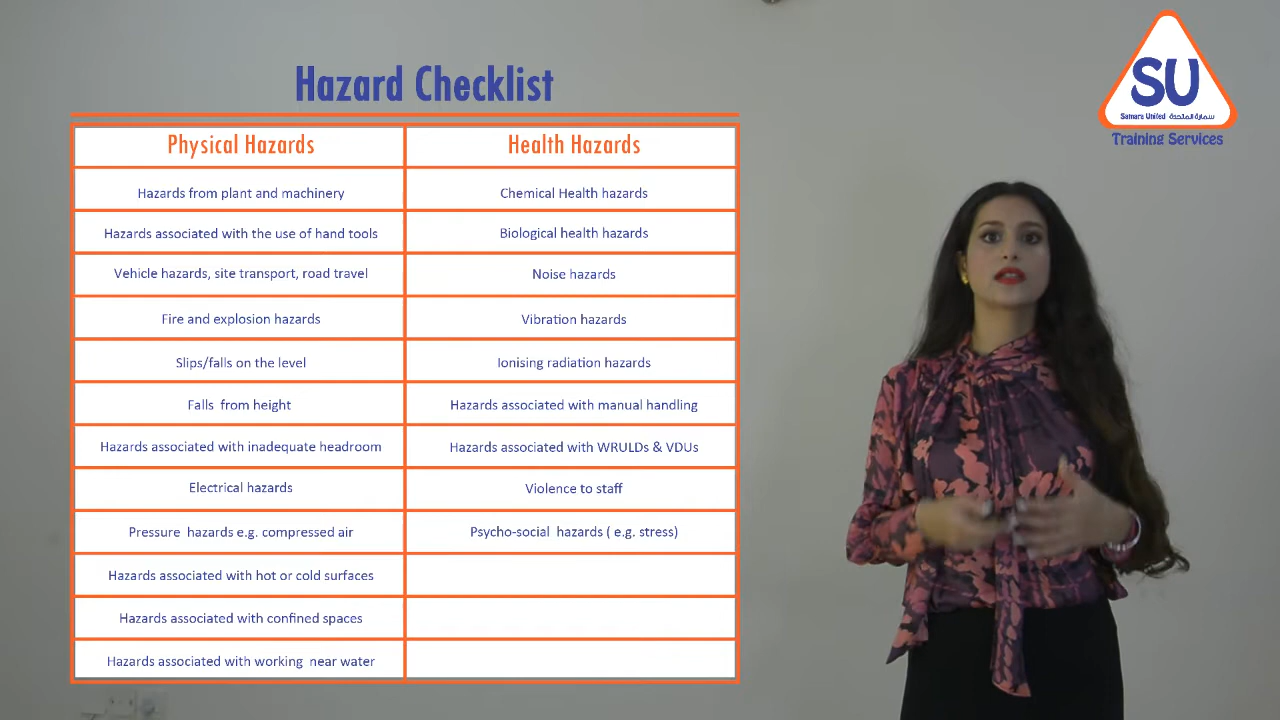 Hazard Checklist
Physical Hazards
Health Hazards
Hazards from plant and machinery
Chemical Health hazards
Hazards associated with the use of hand tools
Biological health hazards
Vehicle hazards, site transport, road travel
Noise hazards
Fire and explosion hazards
Vibration hazards
Slips/falls on the level
Ionising radiation hazards
Falls from height
Hazards associated with manual handling
Hazards associated with inadequate headroom
Hazards associated with WRULDs & VDUs
Electrical hazards
Violence to staff
Pressure hazards e.g. compressed air
Psycho-social hazards ( e.g. stress)
Hazards associated with hot or cold surfaces
Hazards associated with confined spaces
Hazards associated with working near water
SU
Samara United سمارة المتحدة
Training Services